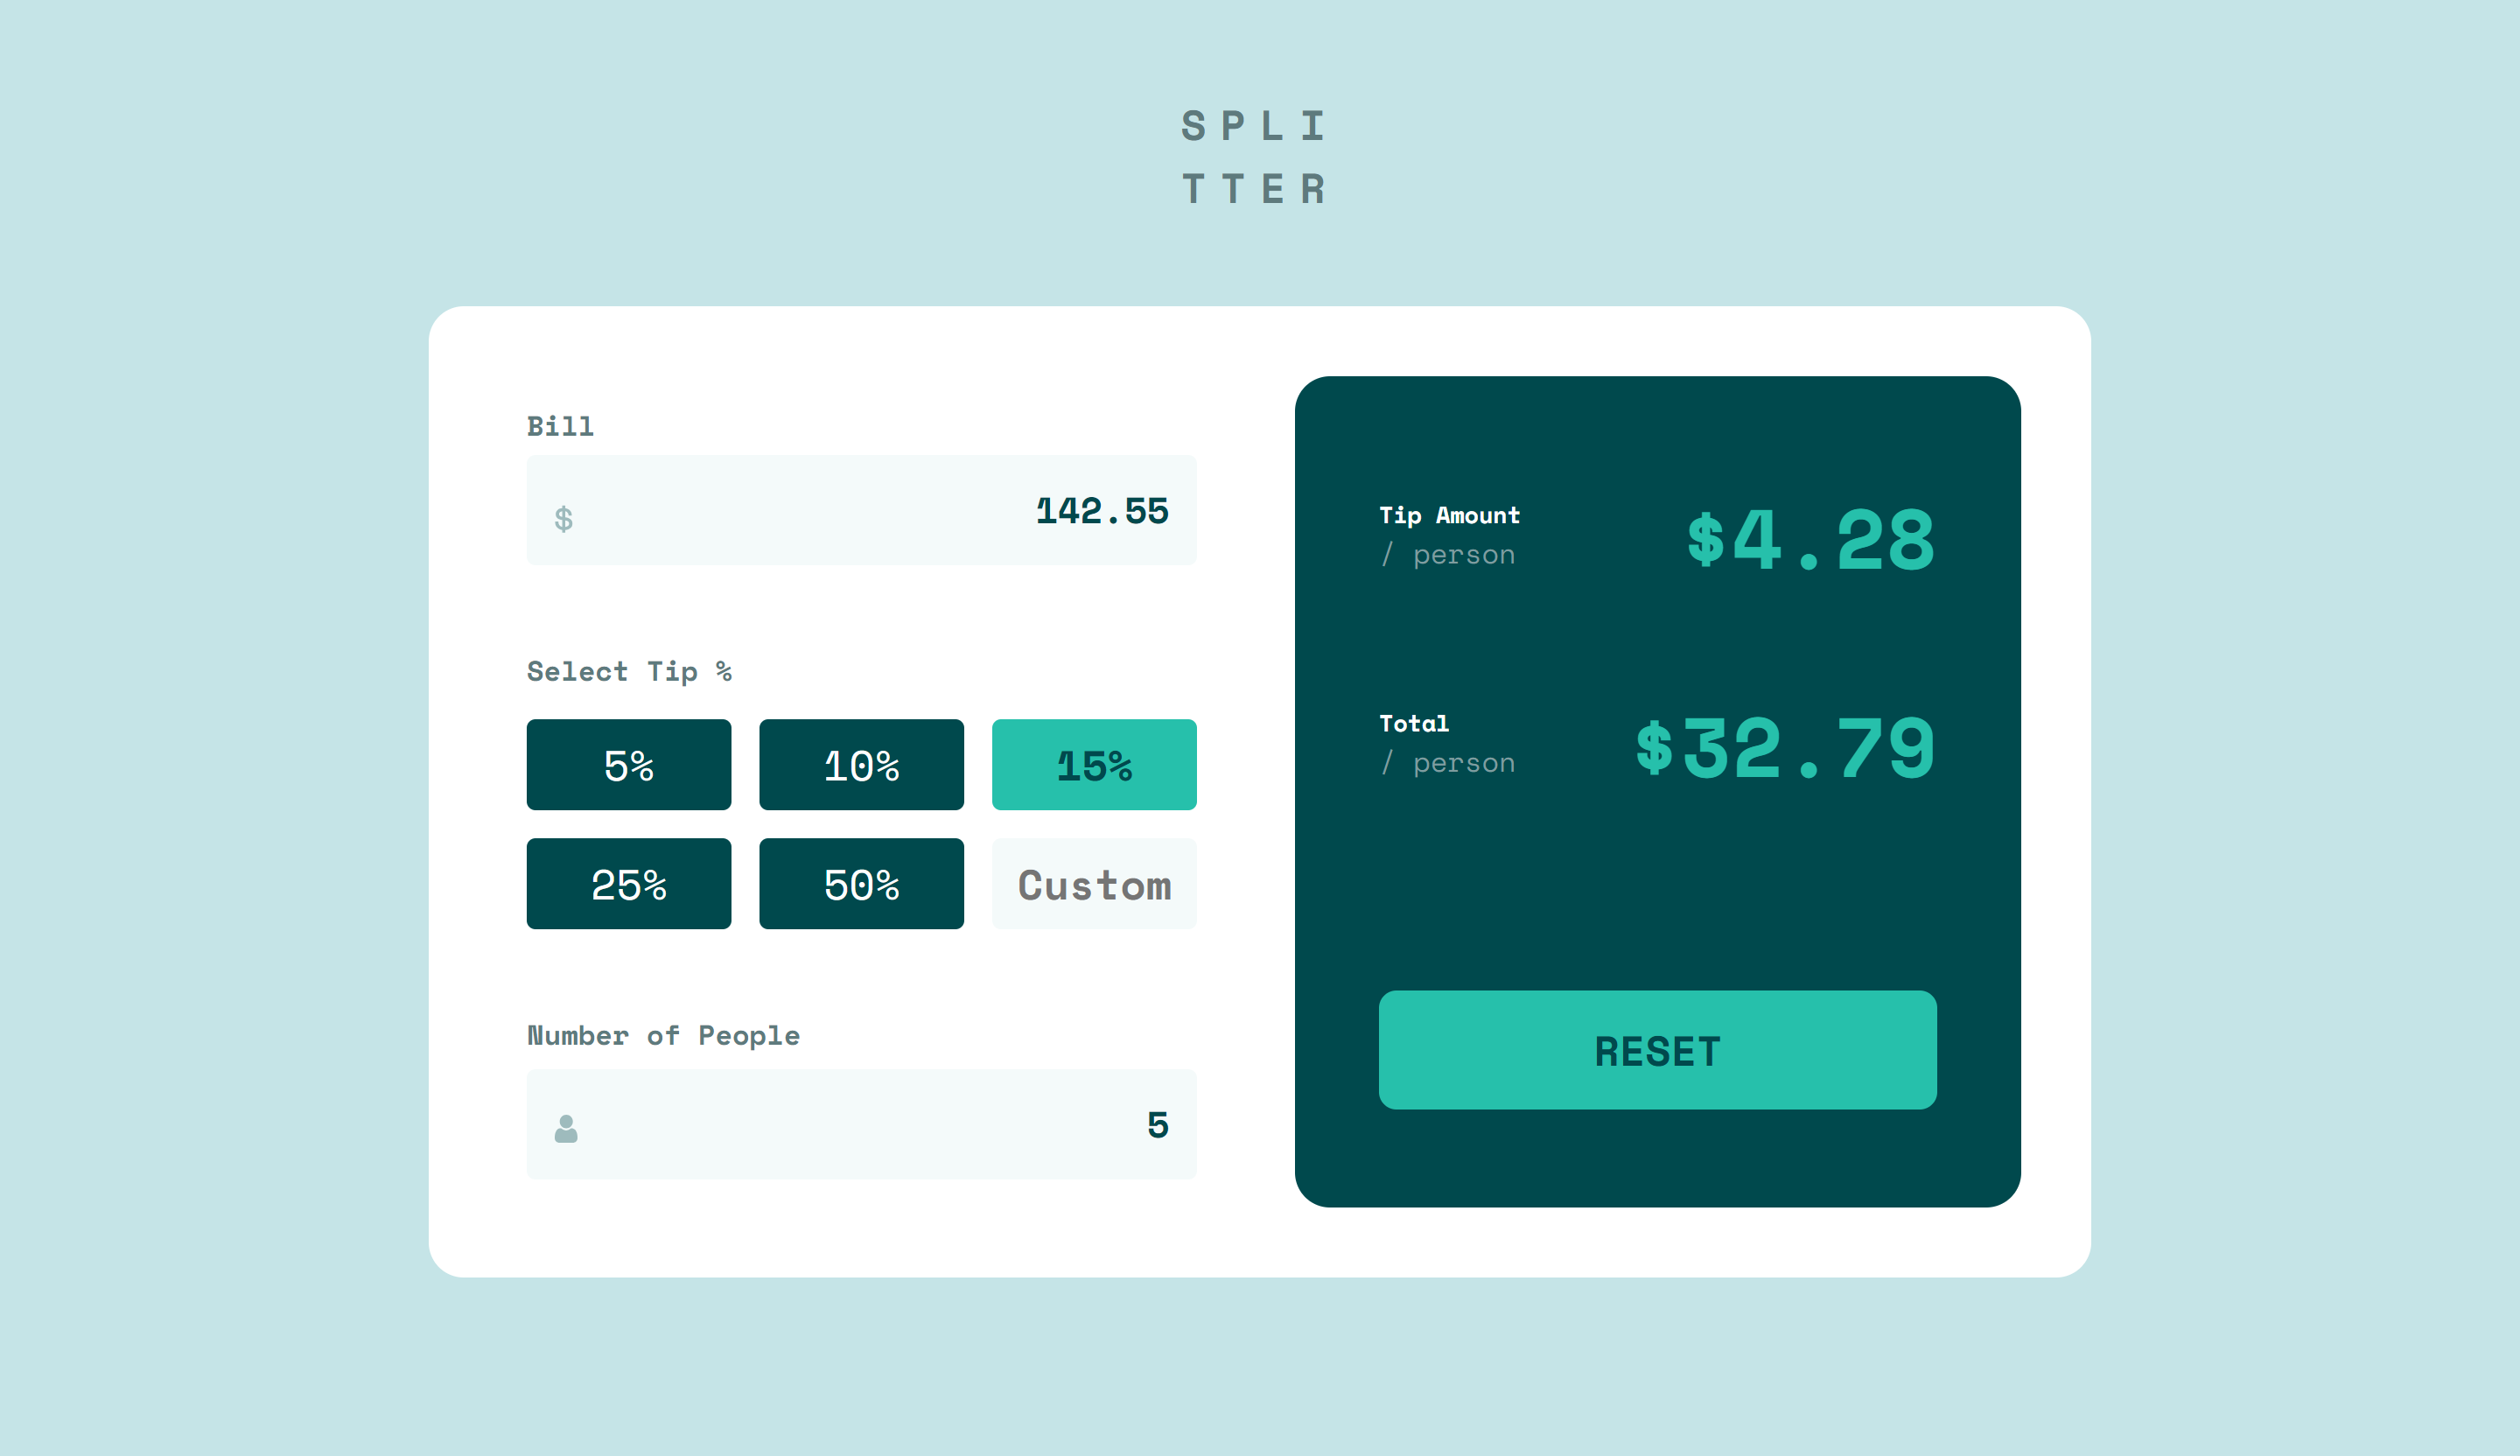 SPLI
TTER
Bill
$ 142.55
Select Tip %
5% 10% 15%
25% 50% Custom
Number of People
5
Tip Amount
/ person
$4.28
Total
/ person
$32.79
RESET